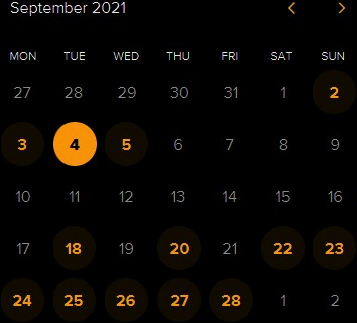 September 2021
MON TUE WED THU FRI SAT SUN
27 28 29 30 31 1 2
3 4 5 6 7 8 9
10 11 12 13 14 15 16
17 18 19 20 21 22 23
24 25 26 27 28 1 2